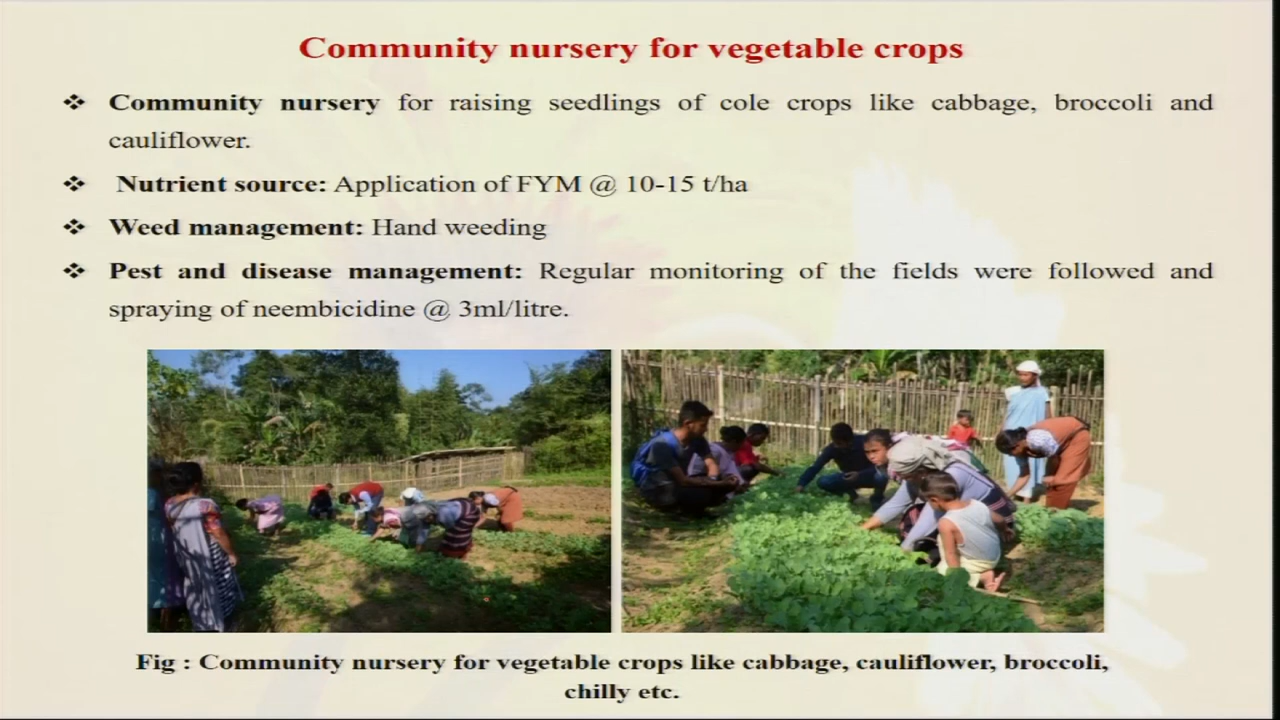 Community nursery for vegetable crops
❖ Community nursery for raising seedlings of cole crops like cabbage, broccoli and
cauliflower.
❖ Nutrient source: Application of FYM @ 10-15 t/ha
❖ Weed management: Hand weeding
❖ Pest and disease management: Regular monitoring of the fields were followed and
spraying of neembicidine @ 3ml/litre.
Fig : Community nursery for vegetable crops like cabbage, cauliflower, broccoli,
chilly etc.